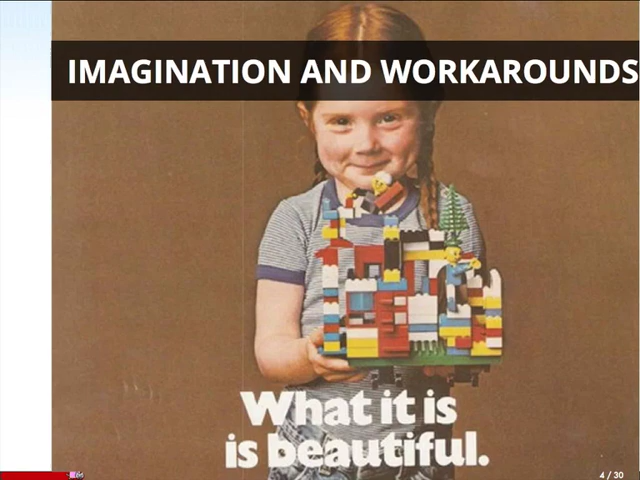 IMAGINATION AND WORKAROUNDS
What it is
is beautiful.
4 / 30